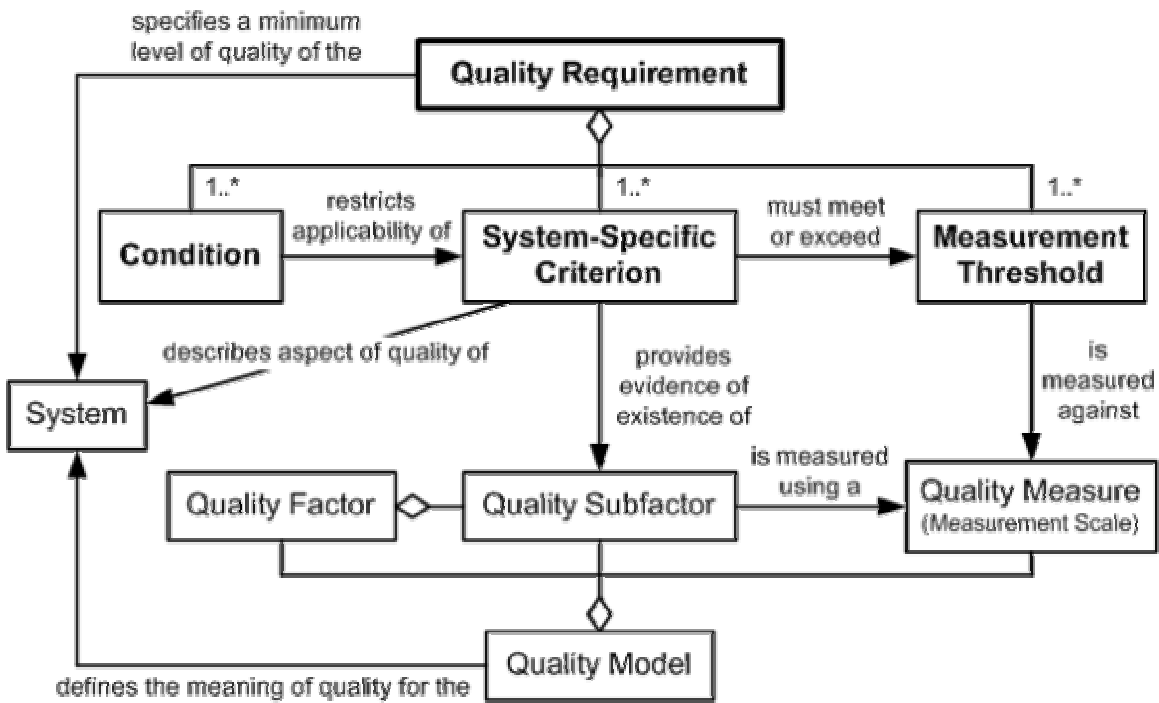 specifies a minimum
level of quality of the
Quality Requirement
1..*
1..*
1..*
restricts
applicability of
must meet
or exceed
Condition
System-Specific
Criterion
Measurement
Threshold
describes aspect of quality of
provides
evidence of
existence of
is
measured
against
System
Quality Factor
Quality Subfactor
is measured
using a
Quality Measure
(Measurement Scale)
Quality Model
defines the meaning of quality for the